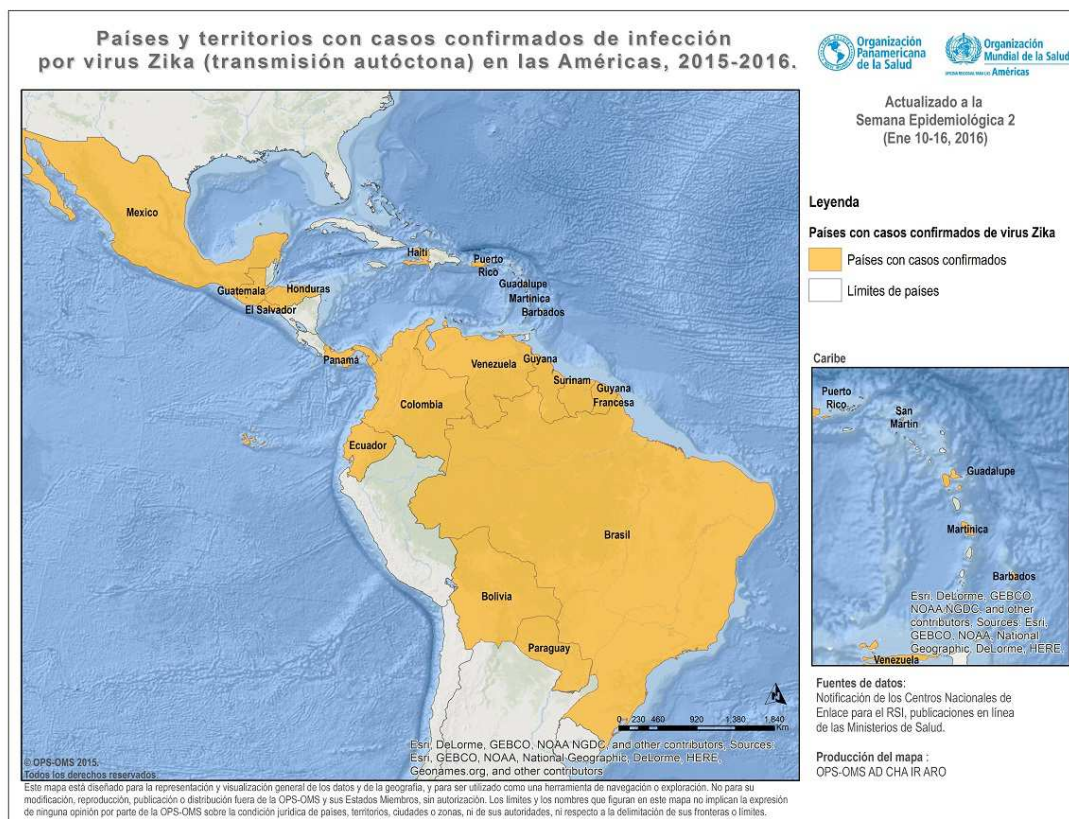 Países y territorios con casos confirmados de infección
por virus Zika (transmisión autóctona) en las Américas, 2015-2016.
Organización
Panamericana
de la Salud
Organización
Mundial de la Salud
OFICINA REGIONAL PARA LAS Américas
Actualizado a la
Semana Epidemiológica 2
(Ene 10-16, 2016)
Leyenda
Países con casos confirmados de virus Zika
Países con casos confirmados
Límites de países
Mexico
Guatemala
Honduras
El Salvador
Panamá
Haití
Puerto
Rico
Guadalupe
Martinica
Barbados
Venezuela
Guyana
Surinam
Guyana
Francesa
Colombia
Ecuador
Brasil
Bolivia
Paraguay
0 230 460 920 1,380 1,840
Km
Esri, DeLorme, GEBCO, NOAA NGDC, and other contributors, Sources:
Esri, GEBCO, NOAA, National Geographic, DeLorme, HERE,
Geonames.org, and other contributors
© OPS-OMS 2015.
Todos los derechos reservados.
Caribe
Puerto
Rico
San
Martín
Guadalupe
Martinica
Barbados
Esri, DeLorme, GEBCO,
NOAA NGDC, and other
contributors, Sources: Esri,
GEBCO, NOAA, National
Geographic, DeLorme, HERE,
Venezuela
Fuentes de datos:
Notificación de los Centros Nacionales de
Enlace para el RSI, publicaciones en línea
de las Ministerios de Salud.
Producción del mapa :
OPS-OMS AD CHA IR ARO
Este mapa está diseñado para la representación y visualización general de los datos y de la geografía, y para ser utilizado como una herramienta de navegación o exploración. No para su
modificación, reproducción, publicación o distribución fuera de la OPS-OMS y sus Estados Miembros, sin autorización. Los límites y los nombres que figuran en este mapa no implican la expresión
de ninguna opinión por parte de la OPS-OMS sobre la condición jurídica de países, territorios, ciudades o zonas, ni de sus autoridades, ni respecto a la delimitación de sus fronteras o límites.